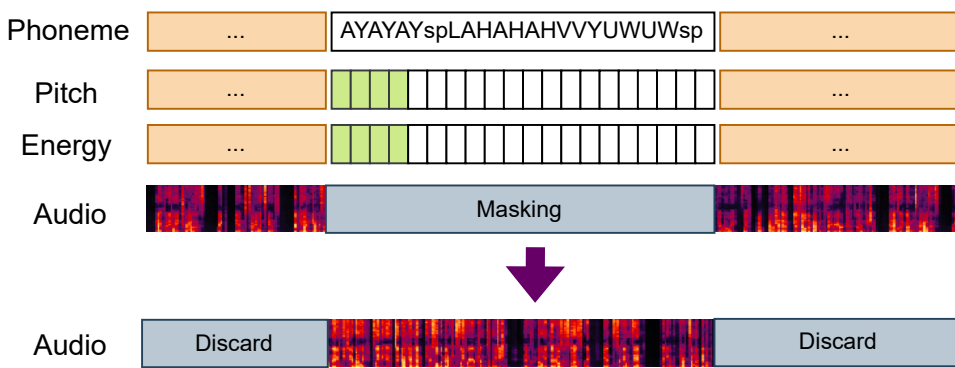 Phoneme ... AYAYAYspLAHAHAHVVYUWUWsp ...
Pitch ... ...
Energy ... ...
Audio Masking
Audio Discard Discard